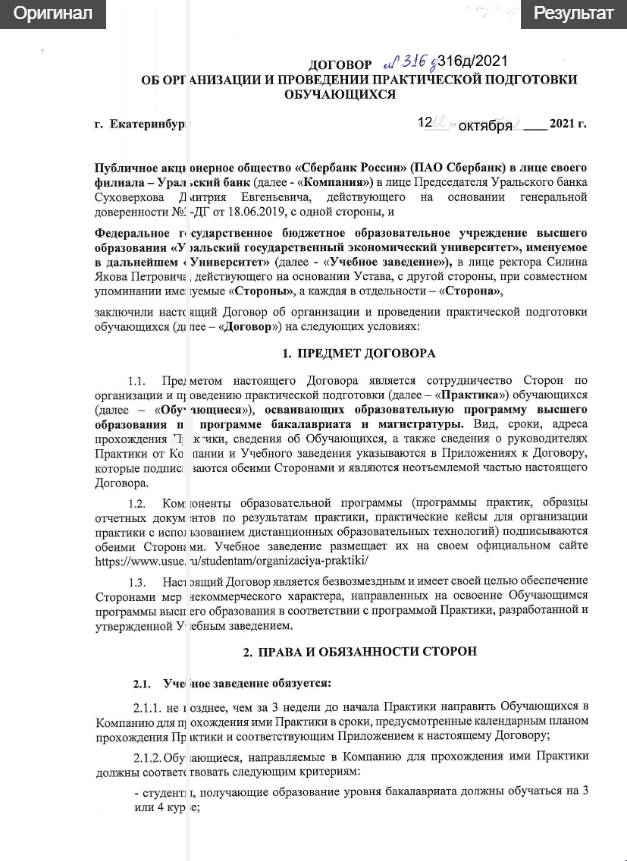 Оригинал
Результат
ДОГОВОР № 316 д 316д/2021
ОБ ОРГАНИЗАЦИИ И ПРОВЕДЕНИИ ПРАКТИЧЕСКОЙ ПОДГОТОВКИ
ОБУЧАЮЩИХСЯ
г. Екатеринбург 12 октября 2021 г.
Публичное акционерное общество «Сбербанк России» (ПАО Сбербанк) в лице своего
филиала – Уральский банк (далее - «Компания») в лице Председателя Уральского банка
Суховерхова Дмитрия Евгеньевича, действующего на основании генеральной
доверенности -ДГ от 18.06.2019, с одной стороны, и
Федеральное государственное бюджетное образовательное учреждение высшего
образования «Уральский государственный экономический университет», именуемое
в дальнейшем «Университет» (далее - «Учебное заведение»), в лице ректора Силина
Якова Петровича, действующего на основании Устава, с другой стороны, при совместном
упоминании именуемые «Стороны», а каждая в отдельности – «Сторона»,
заключили настоящий Договор об организации и проведении практической подготовки
обучающихся (далее – «Договор») на следующих условиях:
1. ПРЕДМЕТ ДОГОВОРА
1.1. Предметом настоящего Договора является сотрудничество Сторон по
организации и проведению практической подготовки (далее – «Практика») обучающихся
(далее – «Обучающиеся»), осваивающих образовательную программу высшего
образования по программе бакалавриата и магистратуры. Вид, сроки, адреса
прохождения Практики, сведения об Обучающихся, а также сведения о руководителях
Практики от Компании и Учебного заведения указываются в Приложениях к Договору,
которые подписываются обеими Сторонами и являются неотъемлемой частью настоящего
Договора.
1.2. Компоненты образовательной программы (программы практик, образцы
отчетных документов по результатам практики, практические кейсы для организации
практики с использованием дистанционных образовательных технологий) подписываются
обеими Сторонами. Учебное заведение размещает их на своем официальном сайте
https://www.usue.ru/studentam/organizaciya-praktiki/
1.3. Настоящий Договор является безвозмездным и имеет своей целью обеспечение
Сторонами мер некоммерческого характера, направленных на освоение Обучающимся
программы высшего образования в соответствии с программой Практики, разработанной и
утвержденной Учебным заведением.
2. ПРАВА И ОБЯЗАННОСТИ СТОРОН
2.1. Учебное заведение обязуется:
2.1.1. не позднее, чем за 3 недели до начала Практики направить Обучающихся в
Компанию для прохождения ими Практики в сроки, предусмотренные календарным планом
прохождения Практики и соответствующим Приложением к настоящему Договору;
2.1.2. Обучающиеся, направляемые в Компанию для прохождения ими Практики
должны соответствовать следующим критериям:
- студенты, получающие образование уровня бакалавриата должны обучаться на 3
или 4 курсе;